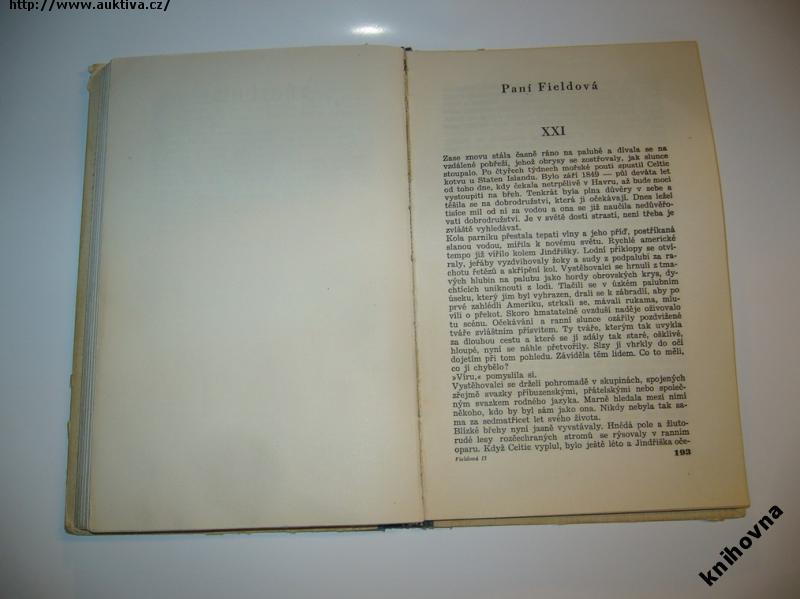 http://www.auktiva.cz/
Paní Fieldová
XXI
Zase znovu stála časně ráno na palubě a dívala se na
vzdálené pobřeží, jehož obrysy se zostřovaly, jak slunce
stoupalo. Po čtyřech týdnech mořské pouti spustil Celtic
kotvu u Staten Islandu. Bylo září 1849 — půl deváta let
od toho dne, kdy čekala netrpělivě v Havru, až bude moci
vystoupiti na břeh. Tenkrát byla plna důvěry v sebe a
těšila se na dobrodružství, která ji očekávají. Dnes ležel
tisíce mil od ní za vodou a ona se již naučila nedůvěřo-
vati dobrodružství. Je v světě dosti strastí, není třeba je
zvláště vyhledávat.
Kola parníku přestala tepati vlny a jeho příď, postříkaná
slanou vodou, mířila k novému světu. Rychlé americké
tempo již vířilo kolem Jindřišky. Lodní příklopy se otví-
raly, jeřáby vyzdvihovaly žoky a sudy z podpalubí za ra-
chotu řetězů a skřípění kol. Vystěhovalci se hrnuli z tma-
vých hlubin na palubu jako hordy obrovských krys, dy-
chtících uniknouti z lodi. Tlačili se v úzkém palubním
úseku, který jim byl vyhrazen, drali se k zábradlí, aby po
prvé zahlédli Ameriku, strkali se, mávali rukama, mlu-
vili o překot. Skoro hmatatelné ovzduší naděje oživovalo
tu scénu. Očekávání a ranní slunce ozářily pozdvižené
tváře zvláštním přísvitem. Ty tváře, kterým tak uvykla
za dlouhou cestu a které se jí zdály tak staré, ošklivé,
hloupé, nyní se náhle přetvořily. Slzy jí vhrkly do očí
dojetím při tom pohledu. Záviděla těm lidem. Co to měli,
co jí chybělo?
»Víru,« pomyslila si.
Vystěhovalci se drželi pohromadě v skupinách, spojených
zřejmě svazky příbuzenskými, přátelskými nebo společ-
ným svazkem rodného jazyka. Marně hledala mezi nimi
někoho, kdo by byl sám jako ona. Nikdy nebyla tak sa-
ma za sedmatřicet let svého života.
Blízké břehy nyní jasně vyvstávaly. Hnědá pole a žluto-
rudé lesy rozčechraných stromů se rýsovaly v ranním
oparu. Když Celtic vyplul, bylo ještě léto a Jindřiška oče-
Fieldová II
193
knihovna